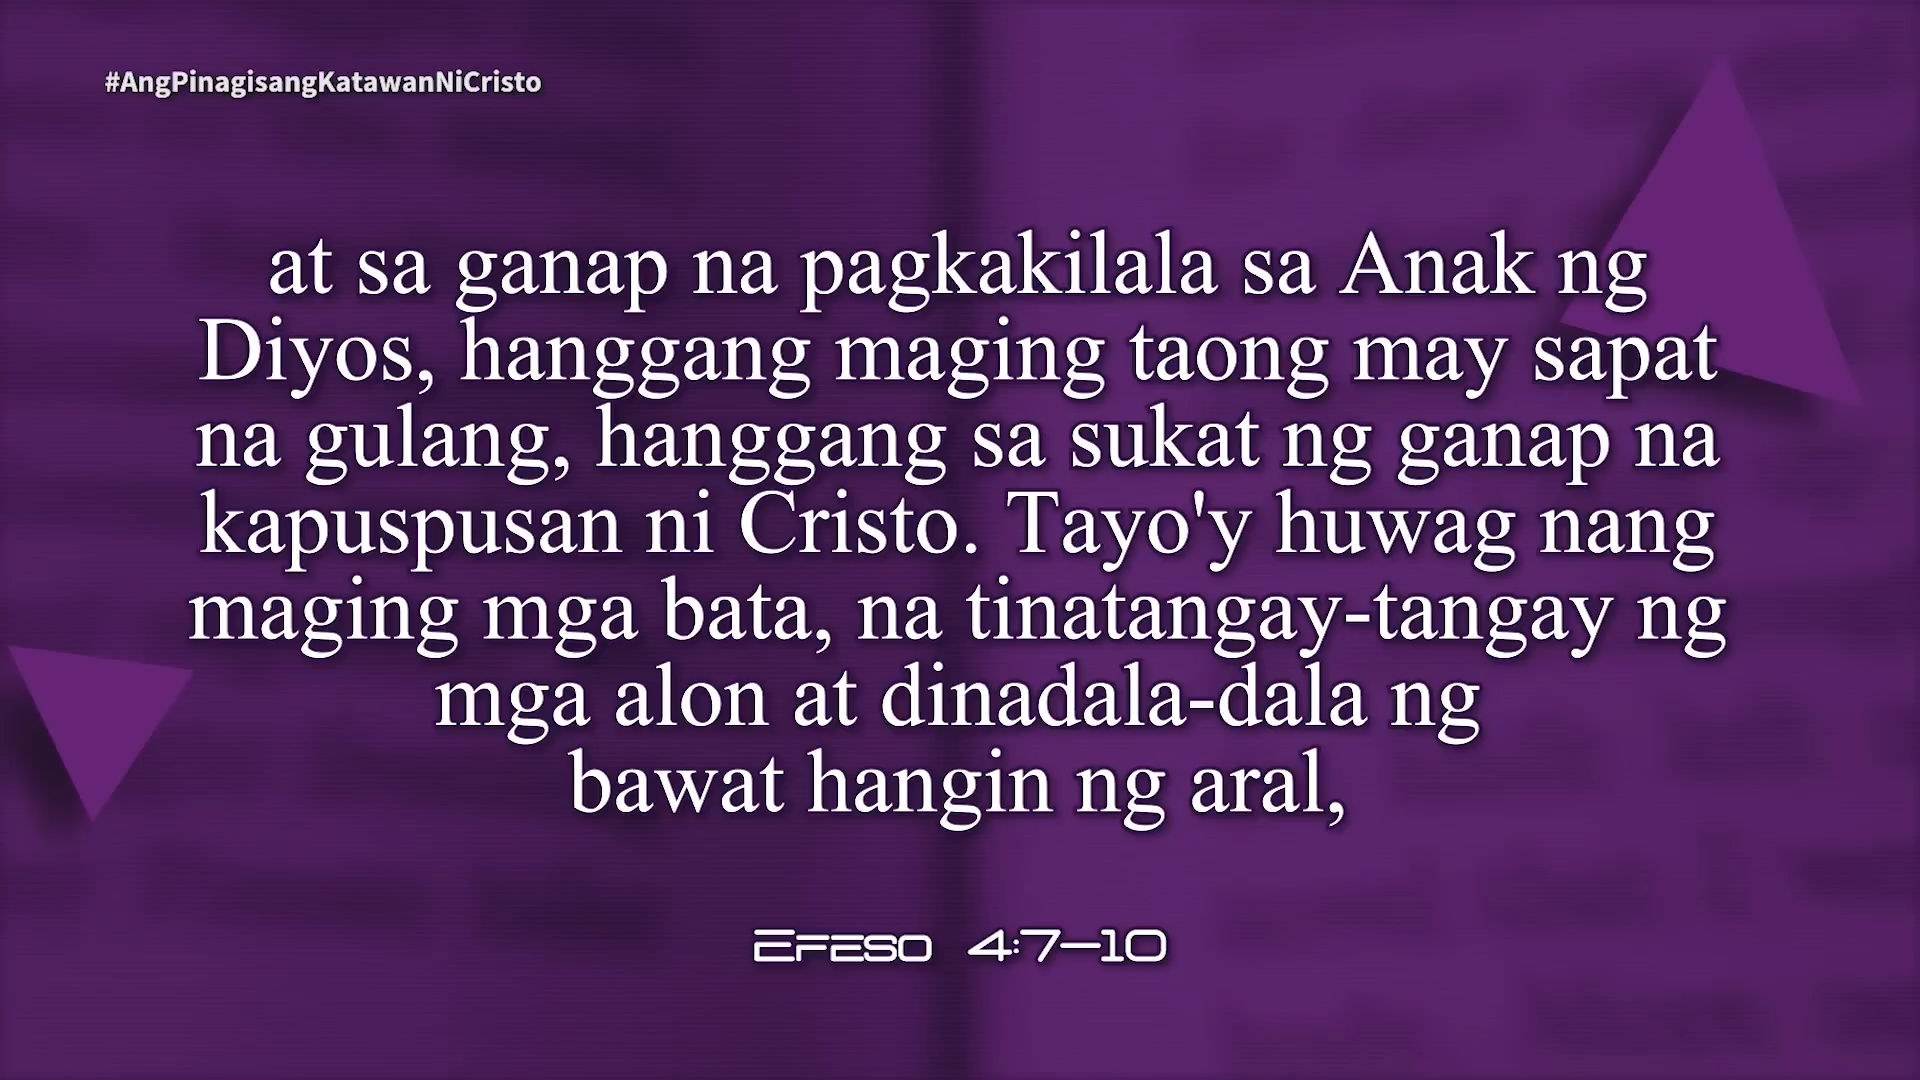 #AngPinagisangKatawanNiCristo
at sa ganap na pagkakilala sa Anak ng
Diyos, hanggang maging taong may sapat
na gulang, hanggang sa sukat ng ganap na
kapuspusan ni Cristo. Tayo'y huwag nang
maging mga bata, na tinatangay-tangay ng
mga alon at dinadala-dala ng
bawat hangin ng aral,
Efeso 4:7-10